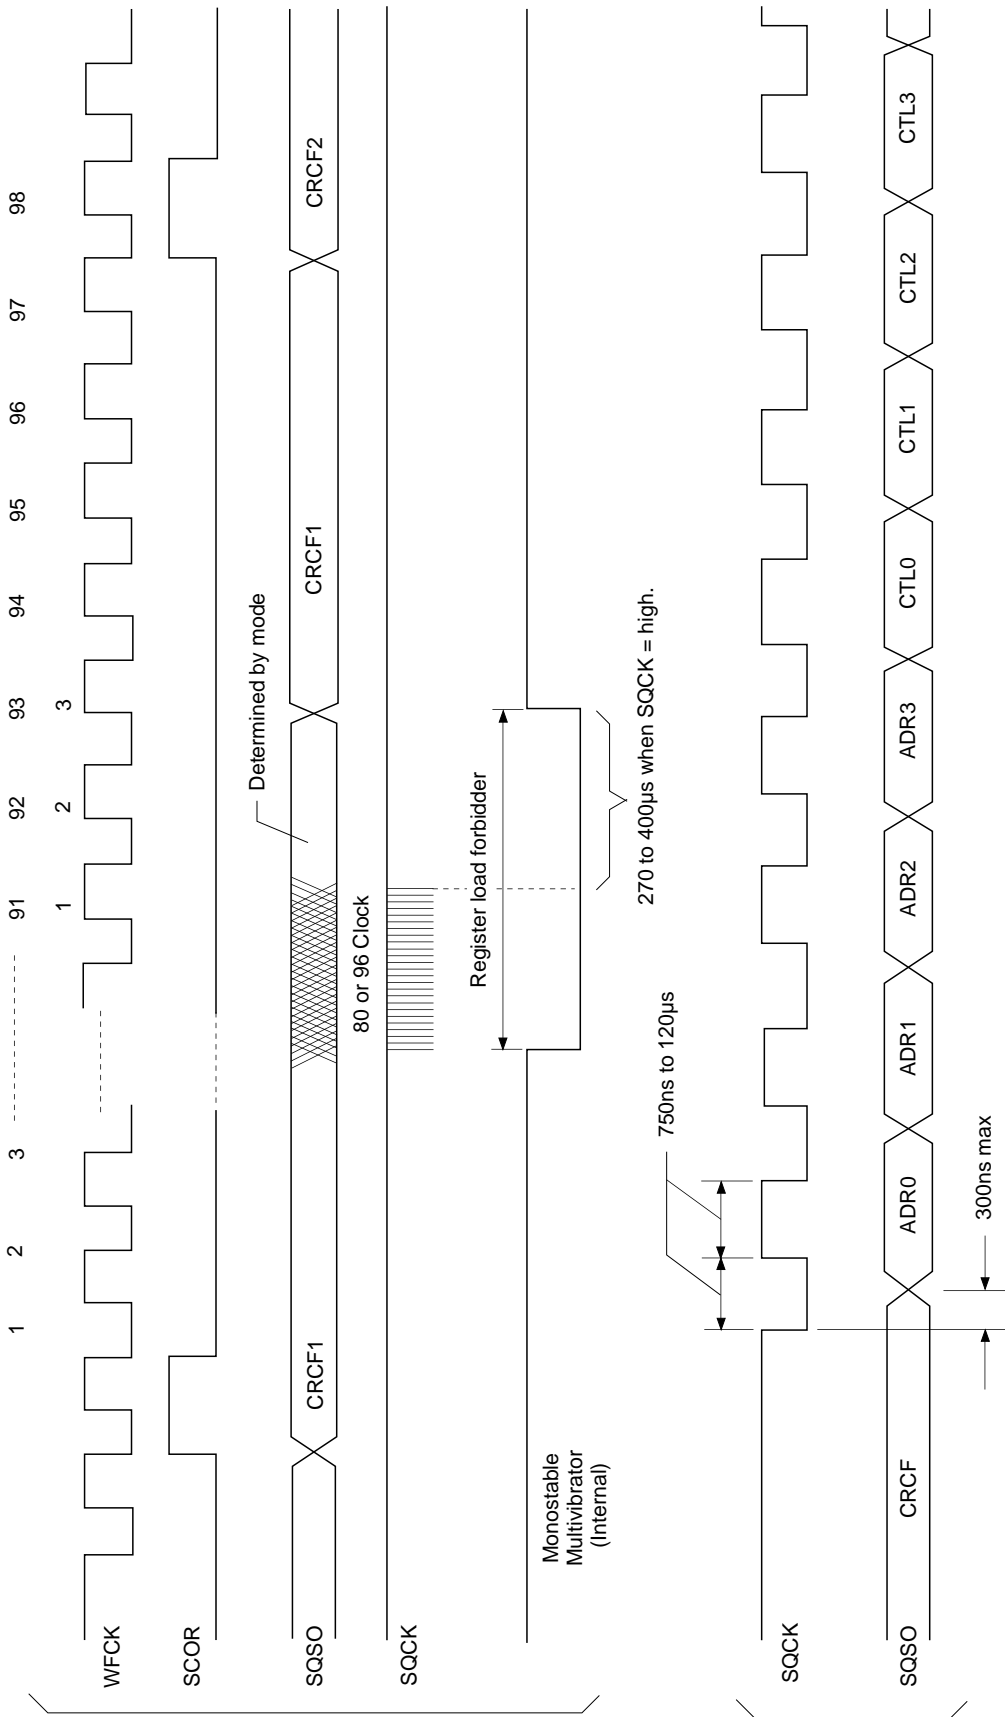 1 2 3 91 92 93 94 95 96 97 98
1 2 3
WFCK
SCOR
Determined by mode
SQSO CRCF1 CRCF1 CRCF2
80 or 96 Clock
SQCK
Register load forbidder
Monostable
Multivibrator
(Internal)
270 to 400µs when SQCK = high.
750ns to 120µs
SQCK
SQSO CRCF ADR0 ADR1 ADR2 ADR3 CTL0 CTL1 CTL2 CTL3
300ns max